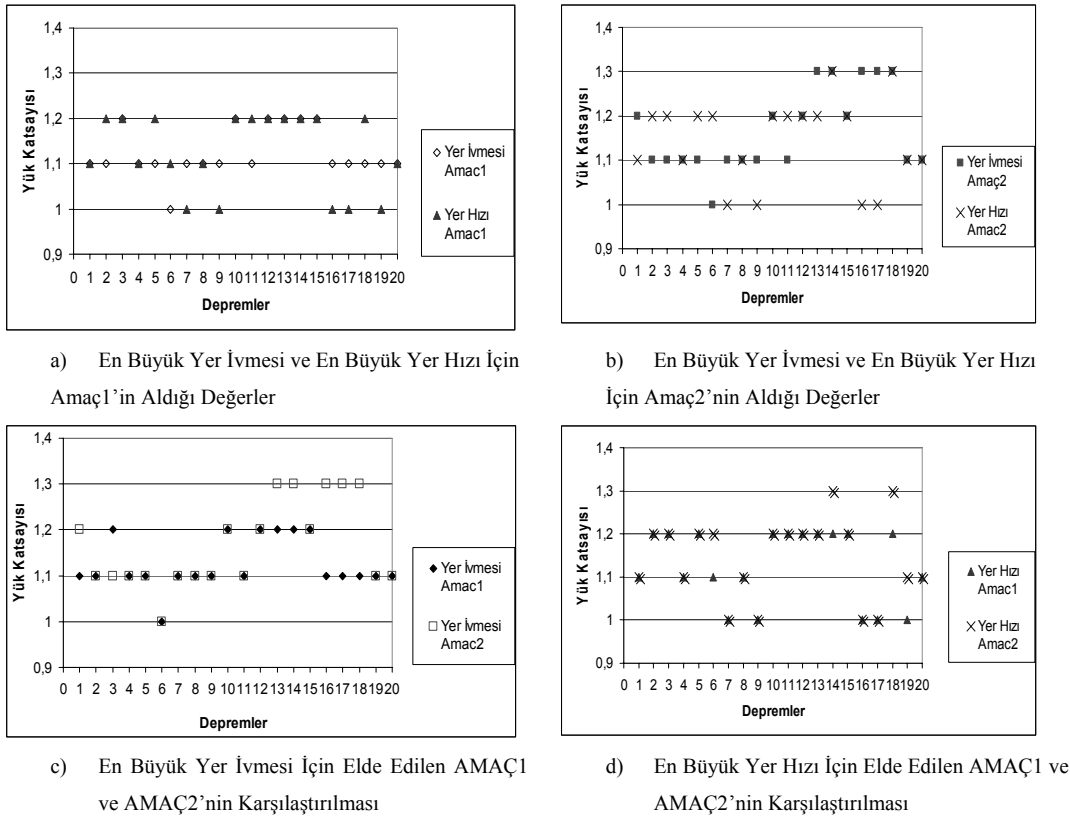 1,4
1,3
1,2
1,1
1
0,9
Yük Katsayısı
0 1 2 3 4 5 6 7 8 9 10 11 12 13 14 15 16 17 18 19 20
Depremler
Yer İvmesi
Amac1
Yer Hızı
Amac1
a) En Büyük Yer İvmesi ve En Büyük Yer Hızı İçin
Amaç1’in Aldığı Değerler
1,4
1,3
1,2
1,1
1
0,9
Yük Katsayısı
0 1 2 3 4 5 6 7 8 9 10 11 12 13 14 15 16 17 18 19 20
Depremler
Yer İvmesi
Amaç2
Yer Hızı
Amac2
b) En Büyük Yer İvmesi ve En Büyük Yer Hızı
İçin Amaç2’nin Aldığı Değerler
1,4
1,3
1,2
1,1
1
0,9
Yük Katsayısı
0 1 2 3 4 5 6 7 8 9 10 11 12 13 14 15 16 17 18 19 20
Depremler
Yer İvmesi
Amac1
Yer İvmesi
Amac2
c) En Büyük Yer İvmesi İçin Elde Edilen AMAÇ1
ve AMAÇ2’nin Karşılaştırılması
1,4
1,3
1,2
1,1
1
0,9
Yük Katsayısı
0 1 2 3 4 5 6 7 8 9 10 11 12 13 14 15 16 17 18 19 20
Depremler
Yer Hızı
Amac1
Yer Hızı
Amac2
d) En Büyük Yer Hızı İçin Elde Edilen AMAÇ1 ve
AMAÇ2’nin Karşılaştırılması